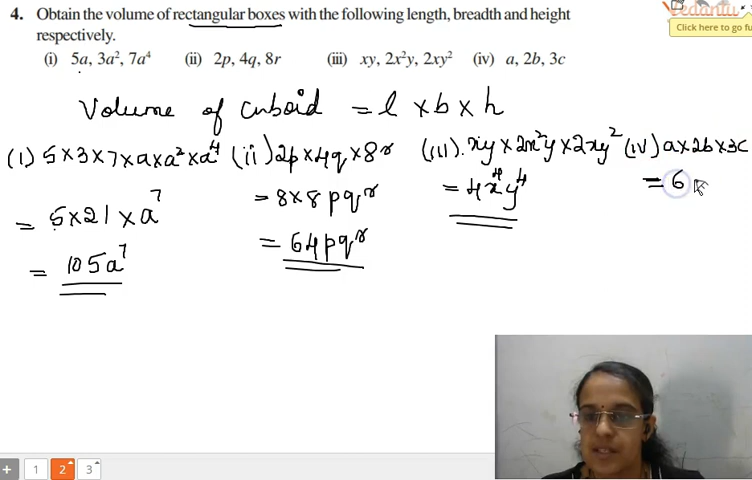 4. Obtain the volume of rectangular boxes with the following length, breadth and height
respectively.
(i) 5a, 3a², 7a⁴ (ii) 2p, 4q, 8r (iii) xy, 2x²y, 2xy² (iv) a, 2b, 3c
Volume of cuboid = l × b × h
(i) 5×3×7×a×a²×a⁴ (ii) 2p×4q×8r (iii). xy×2x²y×2xy² (iv) a×2b×3c
= 5×21×a⁷ = 8×8pqr = 4x⁴y⁴ = 6
= 105a⁷ = 64pqr
Vedantu
Click here to go fu
+ 1 2 3